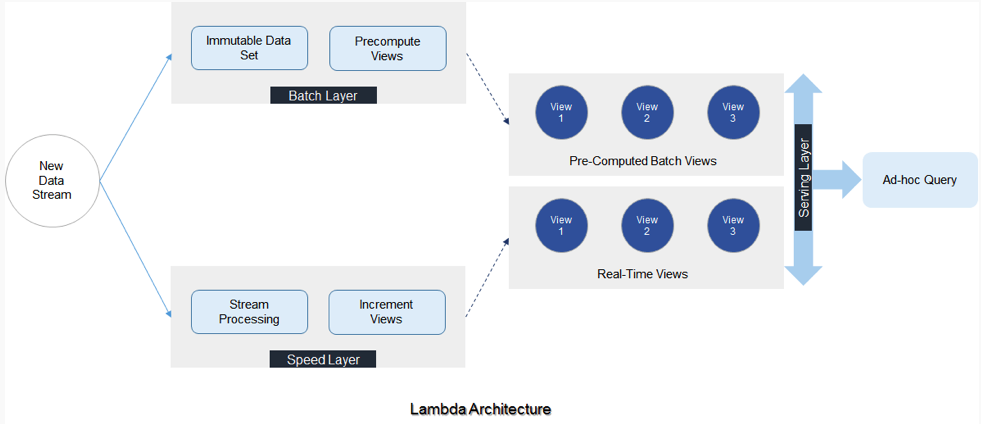 New
Data
Stream
Immutable Data
Set
Precompute
Views
Batch Layer
Stream
Processing
Increment
Views
Speed Layer
View
1
View
2
View
3
Pre-Computed Batch Views
View
1
View
2
View
3
Real-Time Views
Serving Layer
Ad-hoc Query
Lambda Architecture